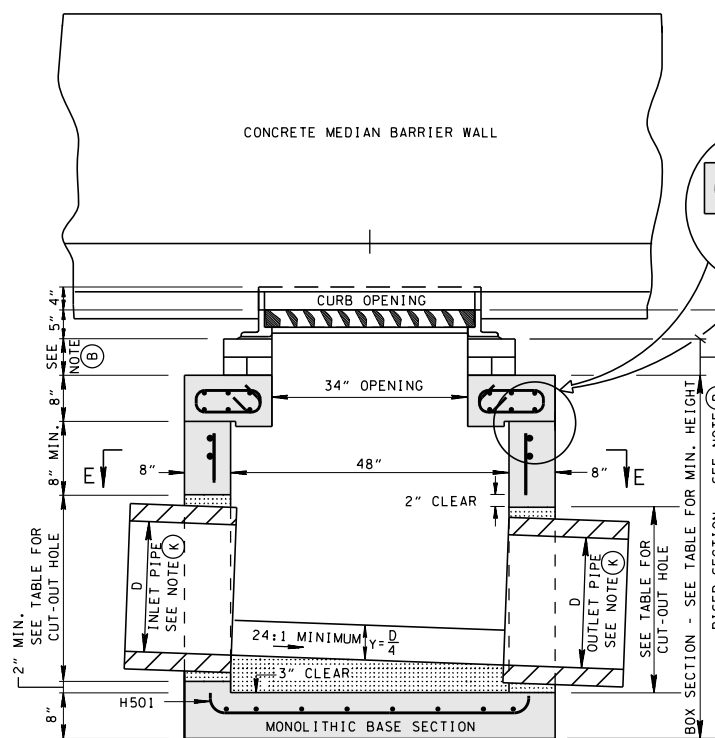 CONCRETE MEDIAN BARRIER WALL
4"
CURB OPENING
5"
SEE
NOTE B
34" OPENING
8"
8" MIN.
E
8"
48"
8"
E
2" CLEAR
SEE TABLE FOR
CUT-OUT HOLE
D
INLET PIPE
SEE NOTE K
24:1 MINIMUM
Y=D/4
D
OUTLET PIPE
SEE NOTE K
SEE TABLE FOR
CUT-OUT HOLE
BOX SECTION - SEE TABLE FOR MIN. HEIGHT
2" MIN.
3" CLEAR
8"
H501
MONOLITHIC BASE SECTION